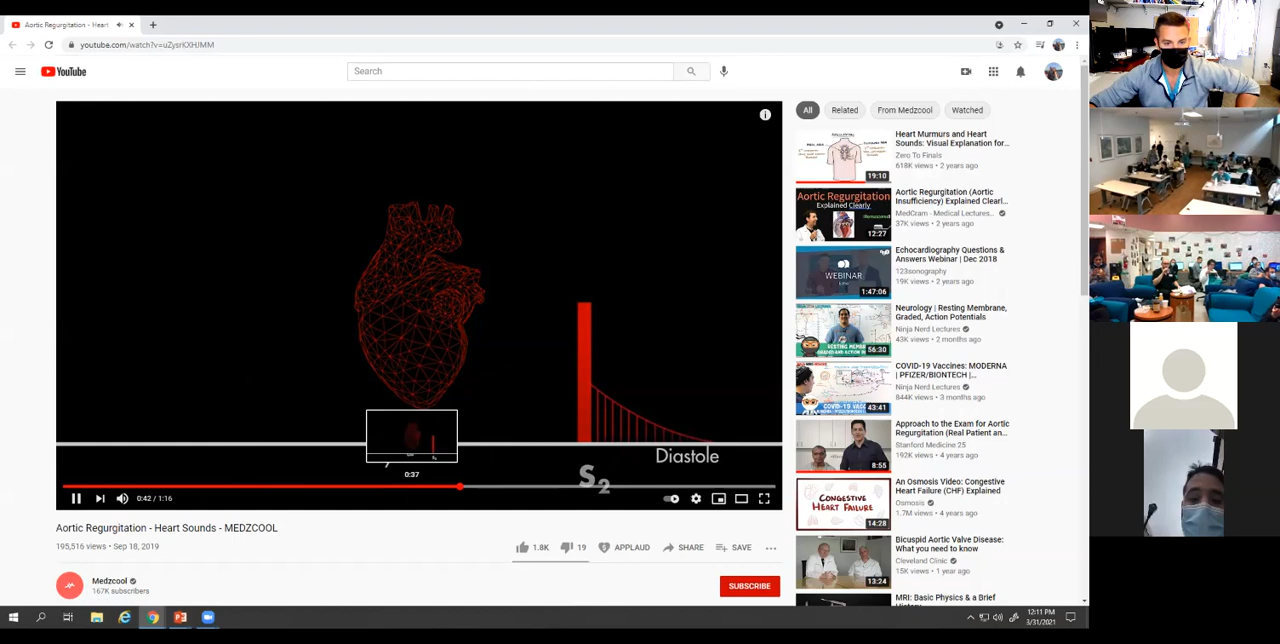 Aortic Regurgitation - Heart
youtube.com/watch?v=uZysrKXHJMM
YouTube
Search
Diastole
S2
0:37
0:42 / 1:16
Aortic Regurgitation - Heart Sounds - MEDZCOOL
195,516 views • Sep 18, 2019
1.8K
19
APPLAUD
SHARE
SAVE
Medzcool
167K subscribers
SUBSCRIBE
All
Related
From Medzcool
Watched
19:10
Heart Murmurs and Heart
Sounds: Visual Explanation for...
Zero To Finals
618K views • 2 years ago
Aortic Regurgitation
Explained Clearly
12:27
Aortic Regurgitation (Aortic
Insufficiency) Explained Clearl...
MedCram - Medical Lectures...
37K views • 2 years ago
WEBINAR
1:47:06
Echocardiography Questions &
Answers Webinar | Dec 2018
123sonography
19K views • 2 years ago
RESTING MEMBRANE
56:30
Neurology | Resting Membrane,
Graded, Action Potentials
Ninja Nerd Lectures
43K views • 2 months ago
43:41
COVID-19 Vaccines: MODERNA
| PFIZER/BIONTECH |...
Ninja Nerd Lectures
844K views • 3 months ago
8:55
Approach to the Exam for Aortic
Regurgitation (Real Patient an...
Stanford Medicine 25
192K views • 4 years ago
CONGESTIVE
HEART FAILURE
14:28
An Osmosis Video: Congestive
Heart Failure (CHF) Explained
Osmosis
1.7M views • 4 years ago
13:24
Bicuspid Aortic Valve Disease:
What you need to know
Cleveland Clinic
15K views • 1 year ago
MRI: Basic Physics & a Brief
History
12:11 PM
3/31/2021